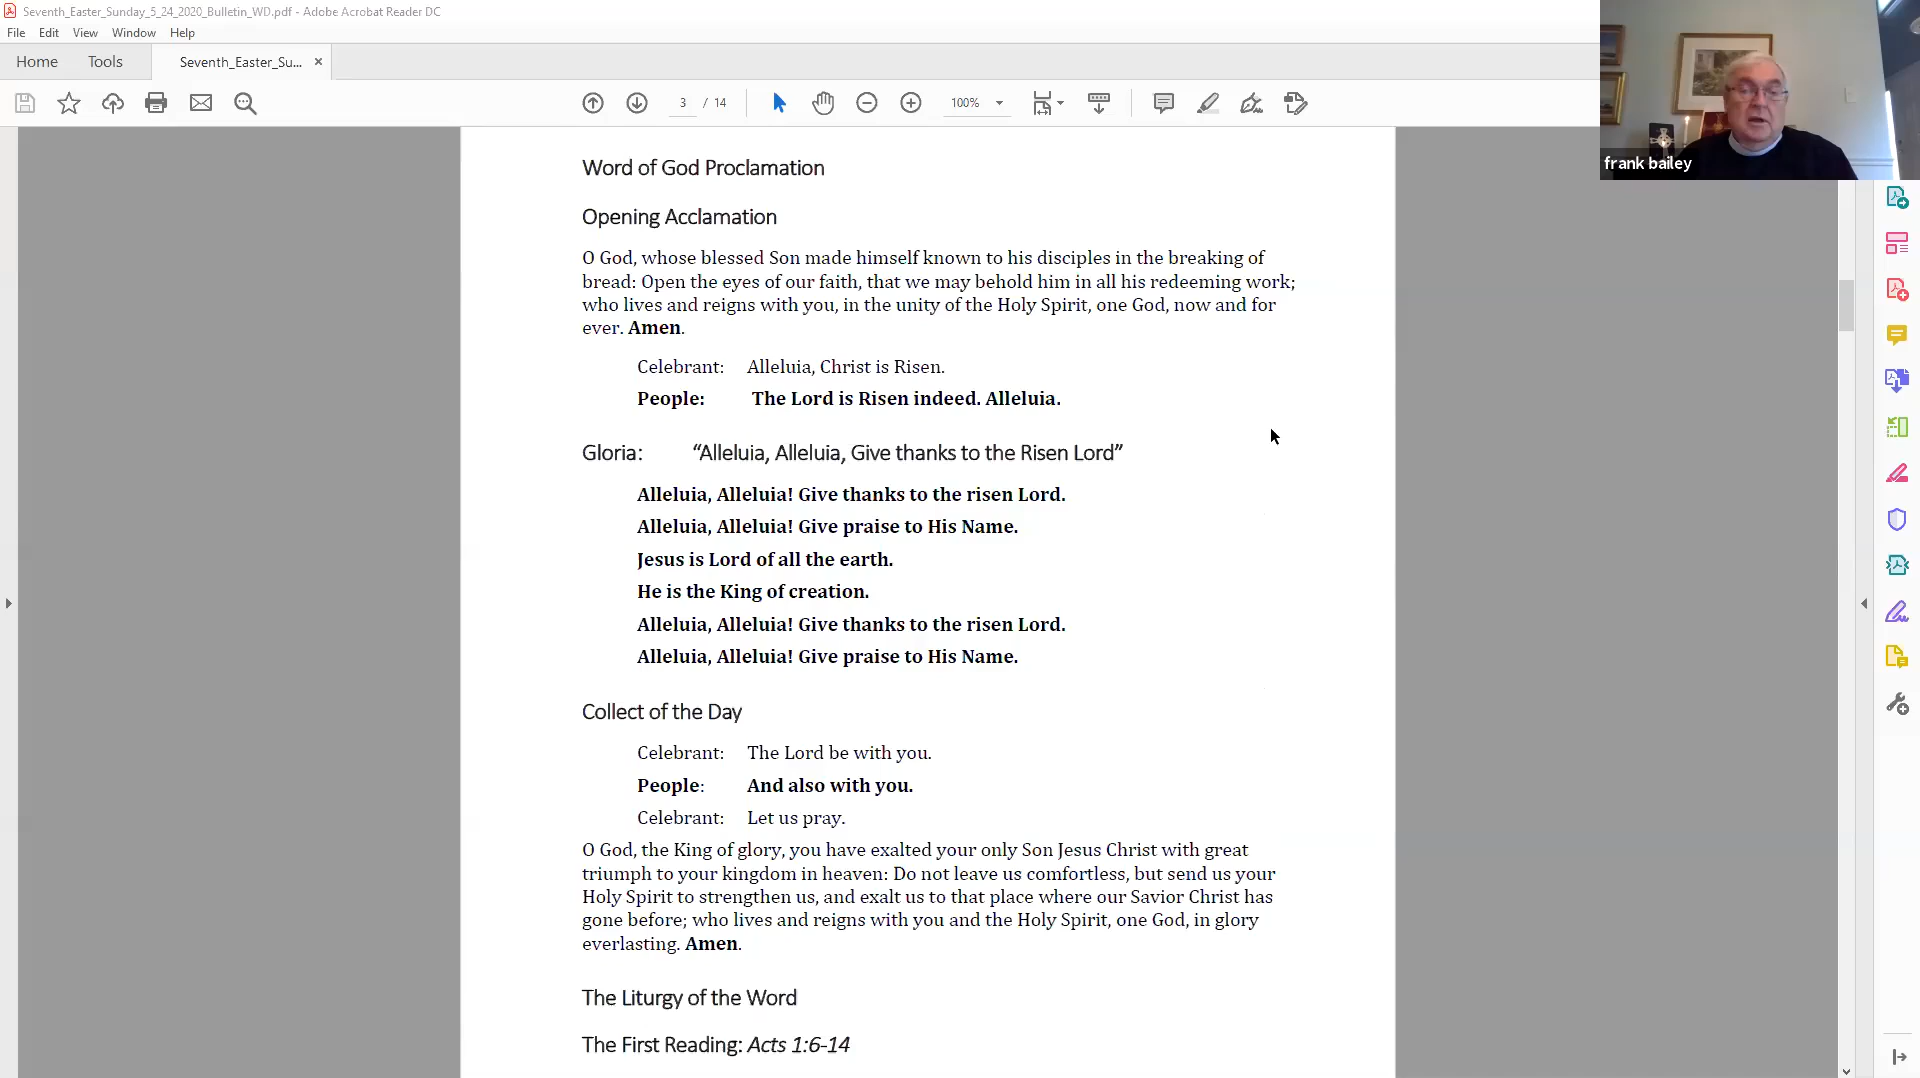 Seventh_Easter_Sunday_5_24_2020_Bulletin_WD.pdf - Adobe Acrobat Reader DC
File Edit View Window Help
Home Tools Seventh_Easter_Su... ×
3 / 14 100%
frank bailey
Word of God Proclamation
Opening Acclamation
O God, whose blessed Son made himself known to his disciples in the breaking of
bread: Open the eyes of our faith, that we may behold him in all his redeeming work;
who lives and reigns with you, in the unity of the Holy Spirit, one God, now and for
ever. Amen.
Celebrant: Alleluia, Christ is Risen.
People: The Lord is Risen indeed. Alleluia.
Gloria: “Alleluia, Alleluia, Give thanks to the Risen Lord”
Alleluia, Alleluia! Give thanks to the risen Lord.
Alleluia, Alleluia! Give praise to His Name.
Jesus is Lord of all the earth.
He is the King of creation.
Alleluia, Alleluia! Give thanks to the risen Lord.
Alleluia, Alleluia! Give praise to His Name.
Collect of the Day
Celebrant: The Lord be with you.
People: And also with you.
Celebrant: Let us pray.
O God, the King of glory, you have exalted your only Son Jesus Christ with great
triumph to your kingdom in heaven: Do not leave us comfortless, but send us your
Holy Spirit to strengthen us, and exalt us to that place where our Savior Christ has
gone before; who lives and reigns with you and the Holy Spirit, one God, in glory
everlasting. Amen.
The Liturgy of the Word
The First Reading: Acts 1:6-14